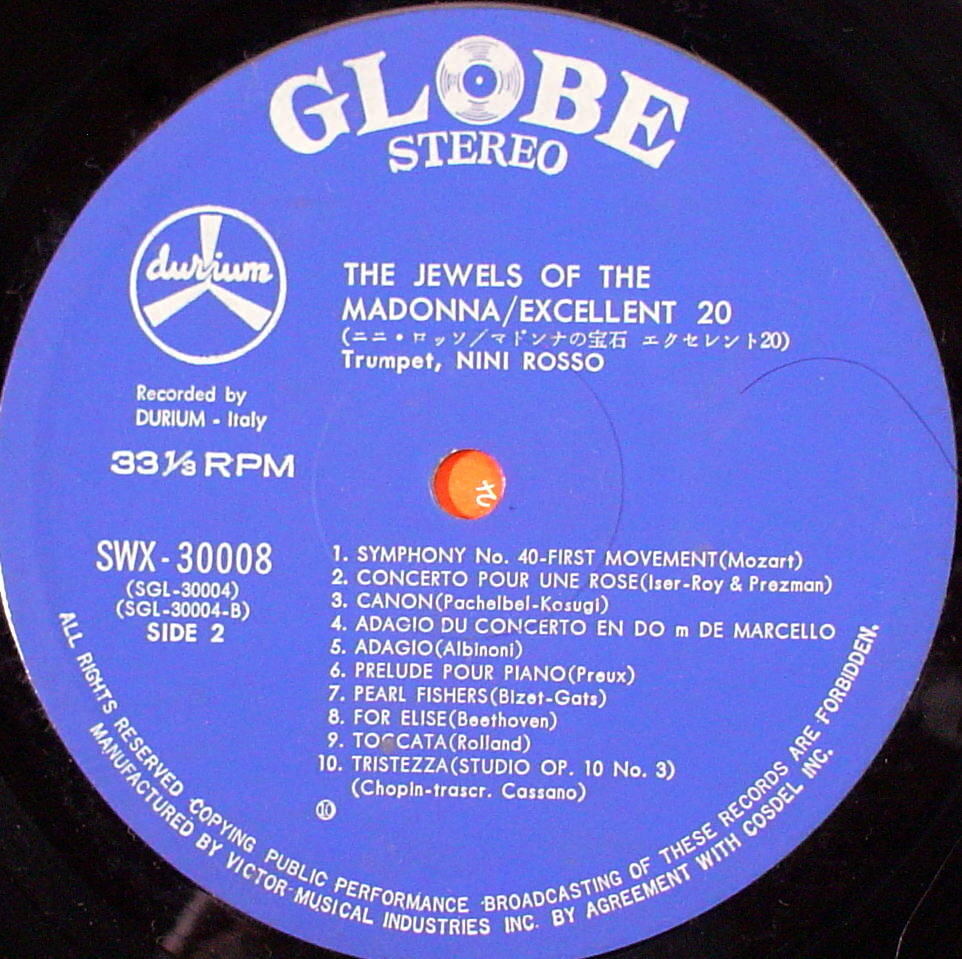 GLOBE
STEREO
durium
THE JEWELS OF THE
MADONNA/EXCELLENT 20
(ニニ・ロッソ/マドンナの宝石 エクセレント20)
Trumpet, NINI ROSSO
Recorded by
DURIUM - Italy
33⅓ RPM
SWX-30008
(SGL-30004)
(SGL-30004-B)
SIDE 2
さ
1. SYMPHONY No. 40-FIRST MOVEMENT(Mozart)
2. CONCERTO POUR UNE ROSE(Iser-Roy & Prezman)
3. CANON(Pachelbel-Kosugi)
4. ADAGIO DU CONCERTO EN DO m DE MARCELLO
5. ADAGIO(Albinoni)
6. PRELUDE POUR PIANO(Preux)
7. PEARL FISHERS(Bizet-Gats)
8. FOR ELISE(Beethoven)
9. TOCCATA(Rolland)
10. TRISTEZZA(STUDIO OP. 10 No. 3)
(Chopin-trascr. Cassano)
⑩
ALL RIGHTS RESERVED·COPYING·PUBLIC PERFORMANCE·BROADCASTING OF THESE RECORDS ARE FORBIDDEN.
MANUFACTURED BY VICTOR MUSICAL INDUSTRIES INC. BY AGREEMENT WITH COSDEL INC.